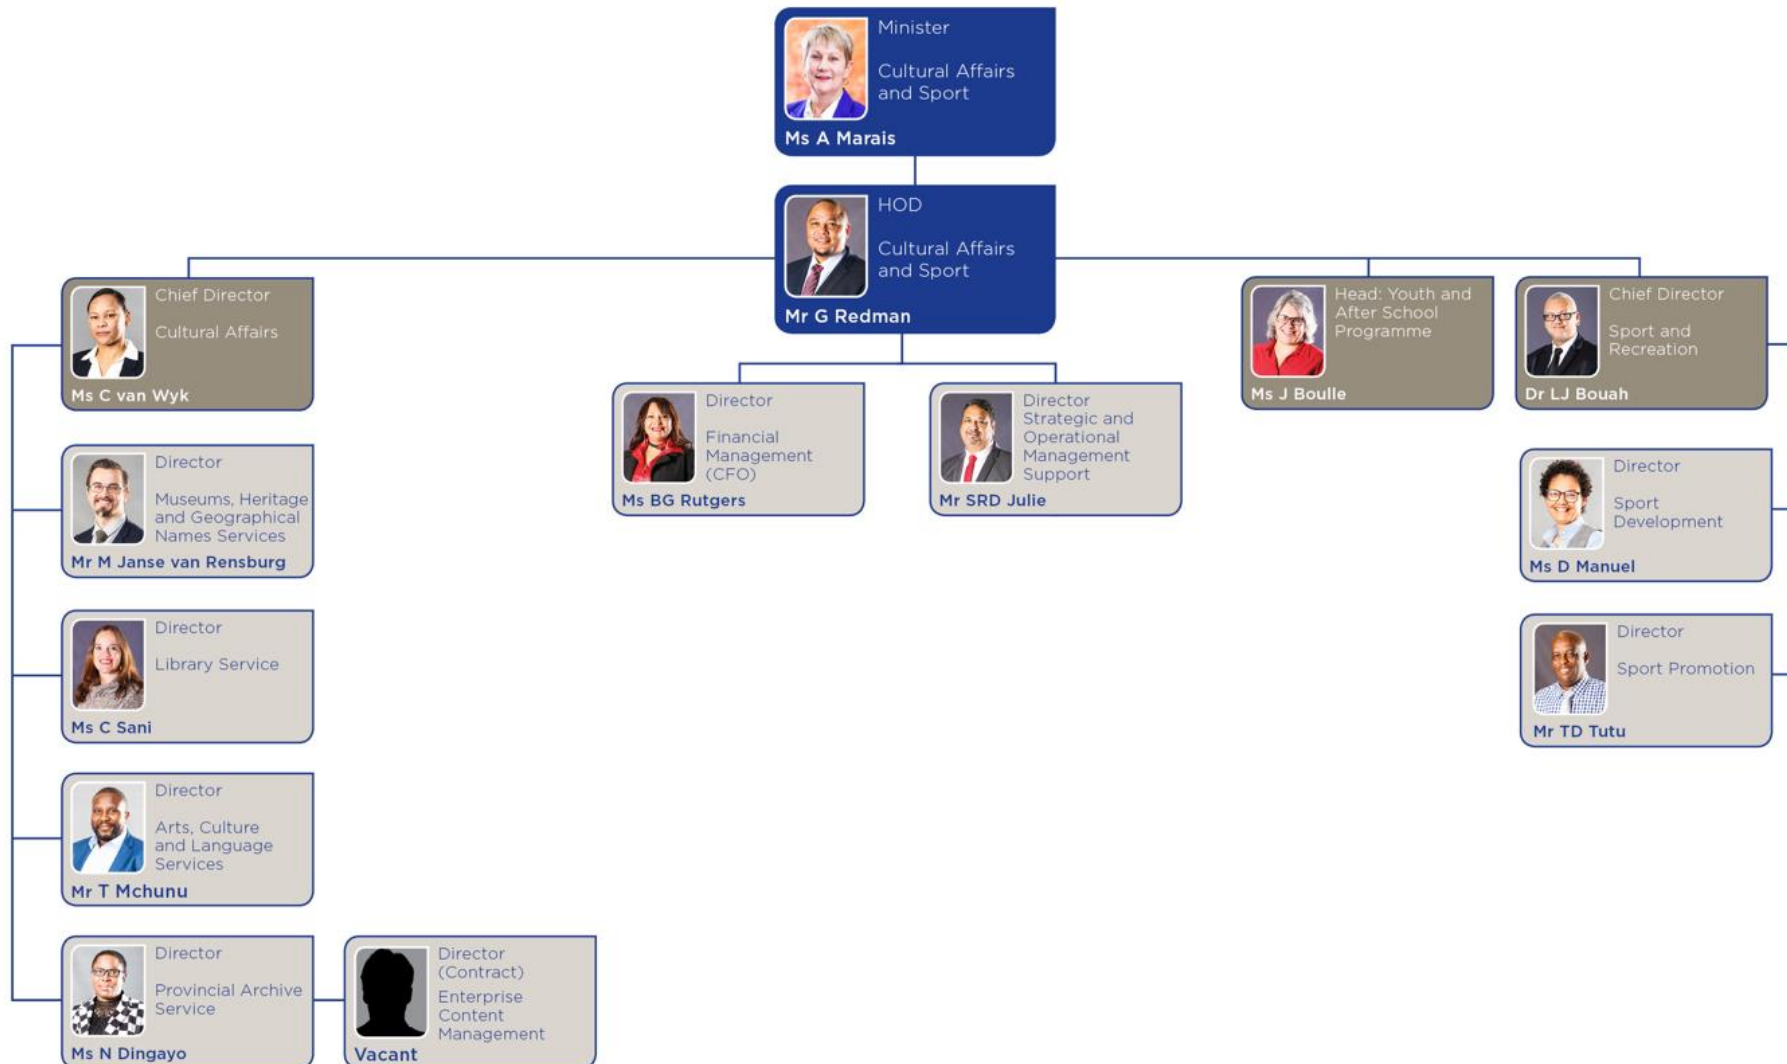 Minister
Cultural Affairs
and Sport
Ms A Marais
HOD
Cultural Affairs
and Sport
Mr G Redman
Chief Director
Cultural Affairs
Ms C van Wyk
Head: Youth and
After School
Programme
Ms J Boulle
Chief Director
Sport and
Recreation
Dr LJ Bouah
Director
Financial
Management
(CFO)
Ms BG Rutgers
Director
Strategic and
Operational
Management
Support
Mr SRD Julie
Director
Museums, Heritage
and Geographical
Names Services
Mr M Janse van Rensburg
Director
Sport
Development
Ms D Manuel
Director
Library Service
Ms C Sani
Director
Sport Promotion
Mr TD Tutu
Director
Arts, Culture
and Language
Services
Mr T Mchunu
Director
Provincial Archive
Service
Ms N Dingayo
Director
(Contract)
Enterprise
Content
Management
Vacant